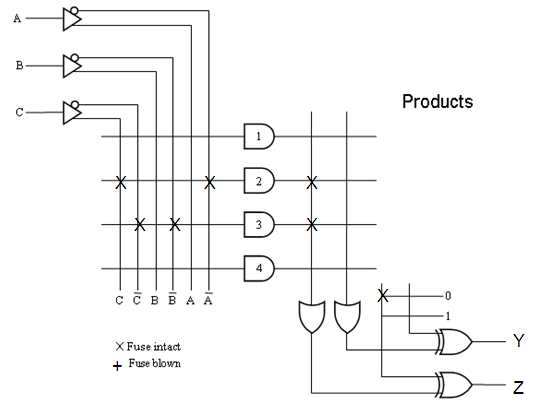 A
B
C
Products
1
2
3
4
C C̅ B B̅ A A̅
0
1
X Fuse intact
+ Fuse blown
Y
Z